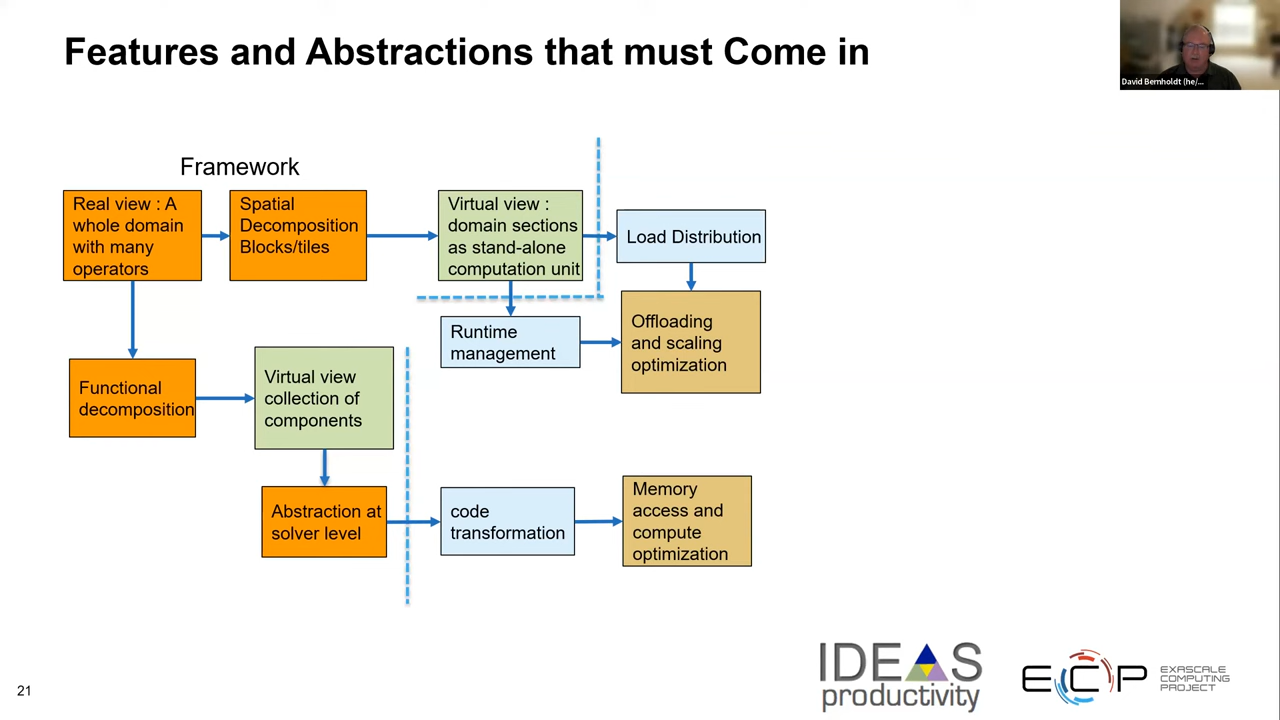 Features and Abstractions that must Come in
David Bernholdt (he/...
Framework
Real view : A
whole domain
with many
operators
Spatial
Decomposition
Blocks/tiles
Virtual view :
domain sections
as stand-alone
computation unit
Load Distribution
Runtime
management
Offloading
and scaling
optimization
Functional
decomposition
Virtual view
collection of
components
Abstraction at
solver level
code
transformation
Memory
access and
compute
optimization
21
IDEAS
productivity
ECP
EXASCALE
COMPUTING
PROJECT